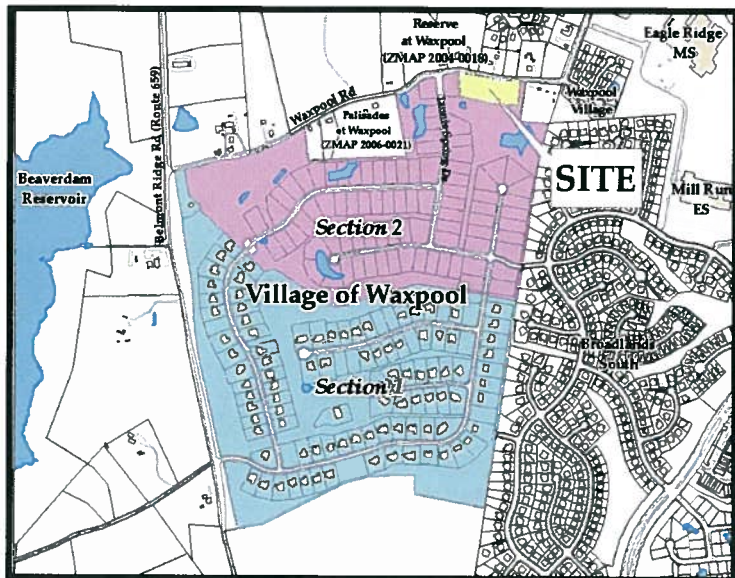 Reserve
at Waxpool
(ZMAP 2004-0018)
Eagle Ridge
MS
Waxpool Rd
Belmont Ridge Rd (Route 659)
Palisades
at Waxpool
(ZMAP 2006-0021)
Waxpool
Village
SITE
Beaverdam
Reservoir
Mill Run
ES
Section 2
Village of Waxpool
Broadlands
South
Section 1